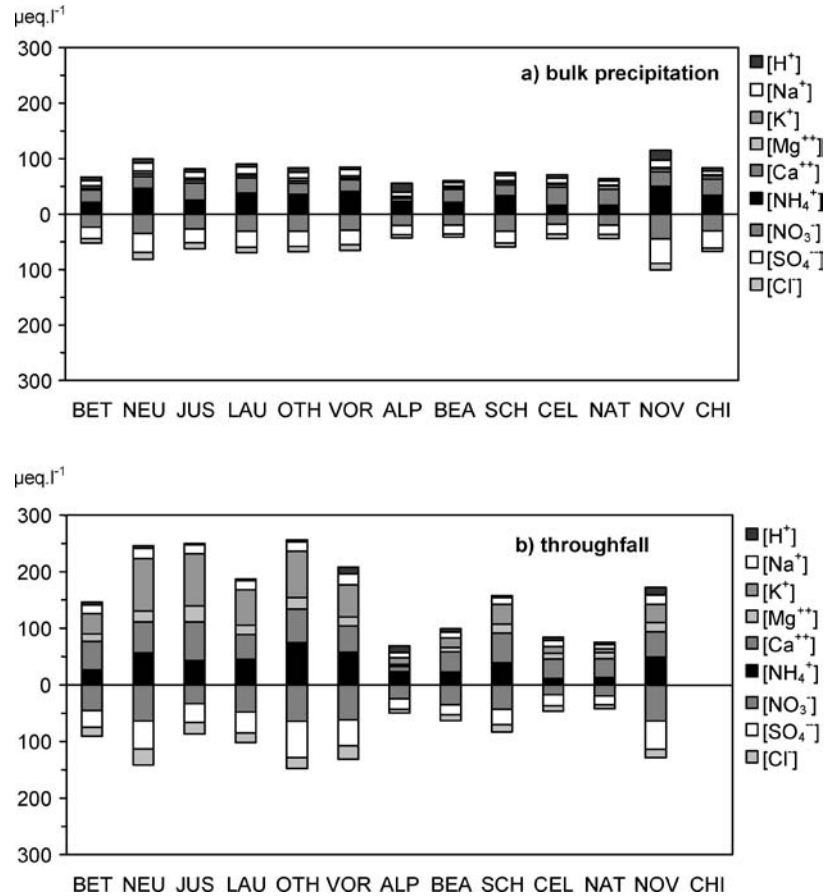 µeq.l⁻¹
300
200
100
0
100
200
300
a) bulk precipitation
[H⁺]
[Na⁺]
[K⁺]
[Mg⁺⁺]
[Ca⁺⁺]
[NH₄⁺]
[NO₃⁻]
[SO₄⁻⁻]
[Cl⁻]
BET NEU JUS LAU OTH VOR ALP BEA SCH CEL NAT NOV CHI
µeq.l⁻¹
300
200
100
0
100
200
300
b) throughfall
[H⁺]
[Na⁺]
[K⁺]
[Mg⁺⁺]
[Ca⁺⁺]
[NH₄⁺]
[NO₃⁻]
[SO₄⁻⁻]
[Cl⁻]
BET NEU JUS LAU OTH VOR ALP BEA SCH CEL NAT NOV CHI